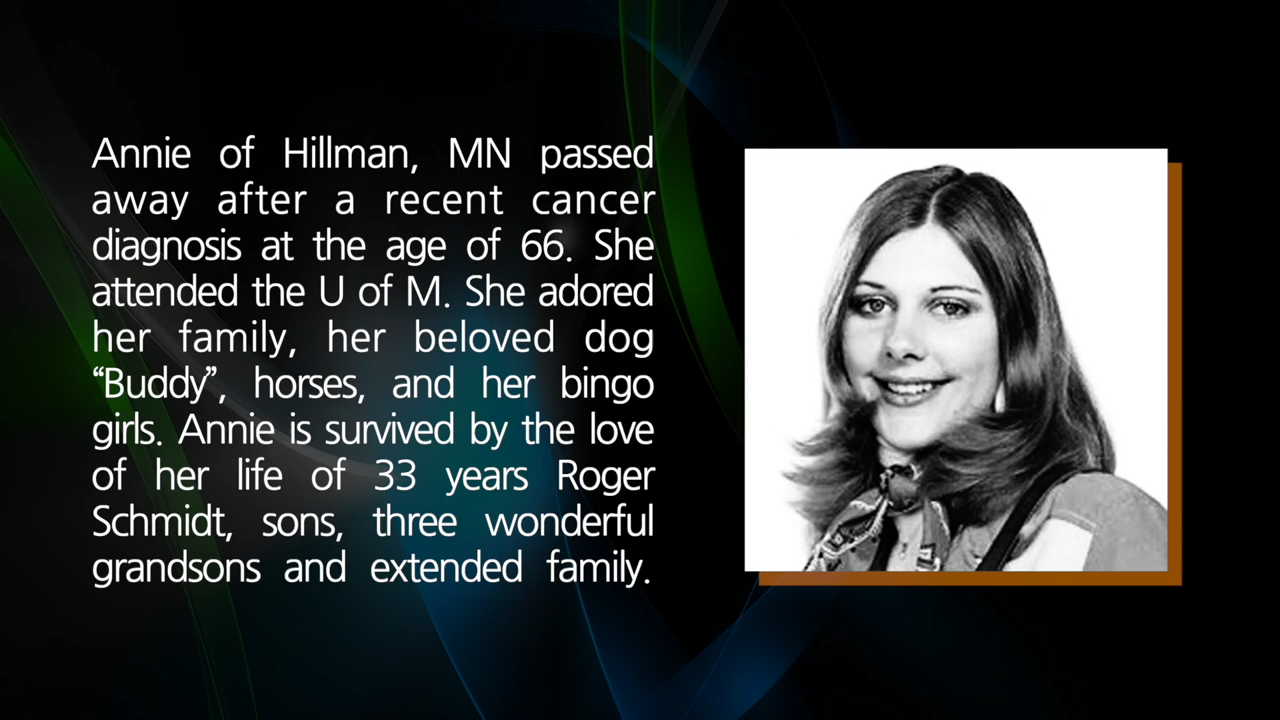 Annie of Hillman, MN passed
away after a recent cancer
diagnosis at the age of 66. She
attended the U of M. She adored
her family, her beloved dog
“Buddy”, horses, and her bingo
girls. Annie is survived by the love
of her life of 33 years Roger
Schmidt, sons, three wonderful
grandsons and extended family.